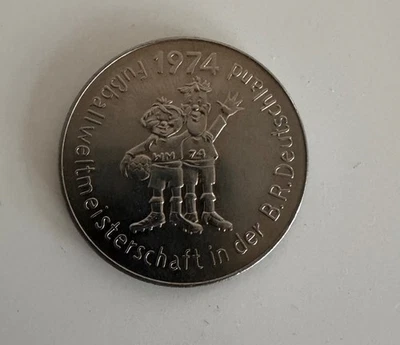 1974
Fußballweltmeisterschaft in der B.R.Deutschland
WM
74